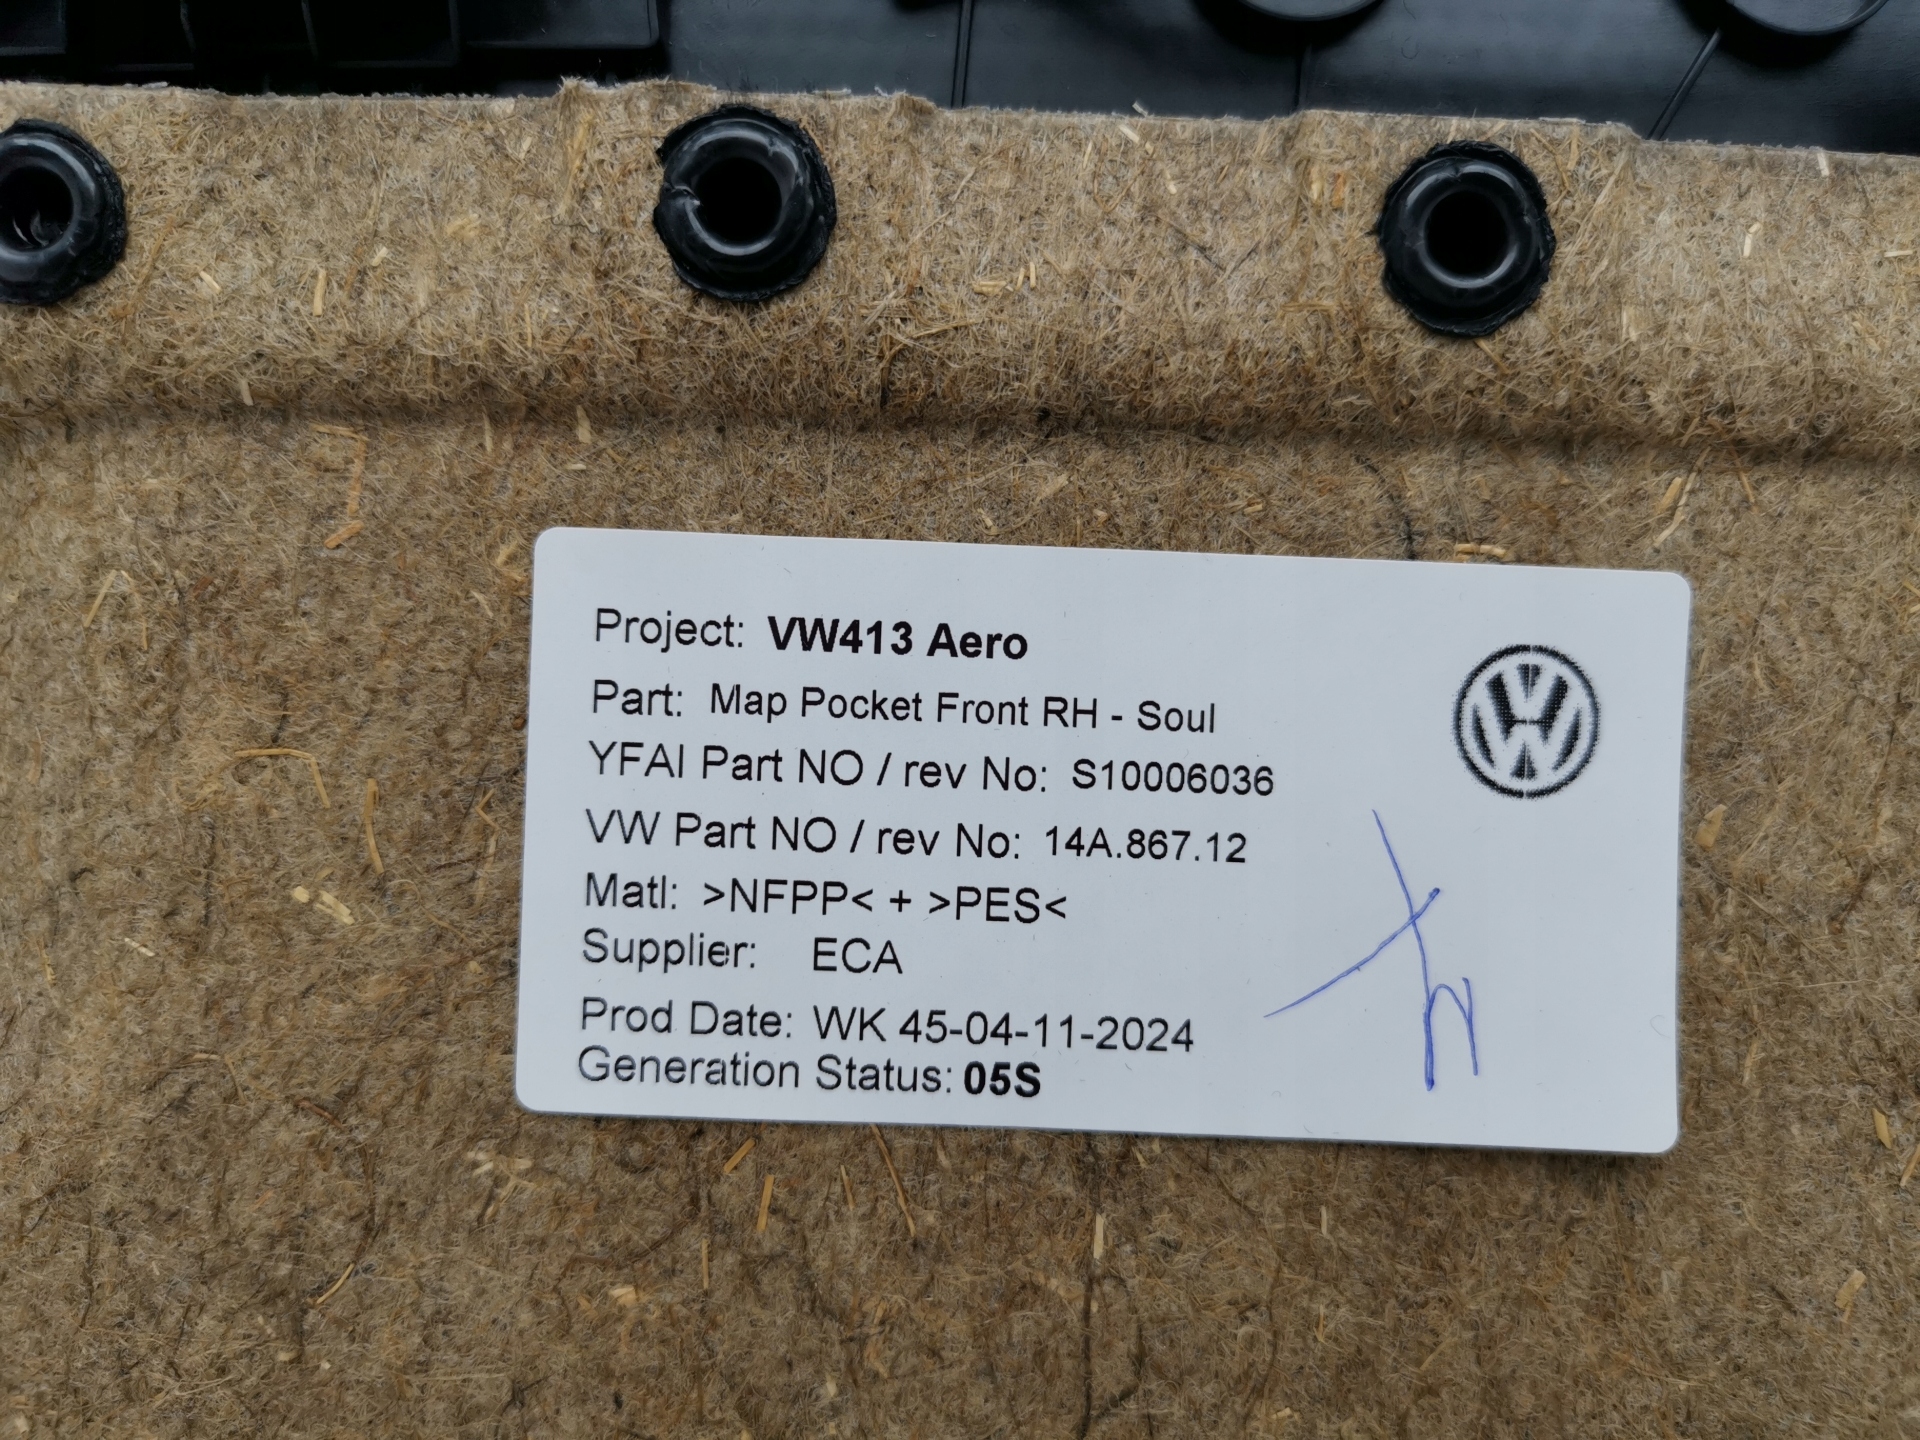 Project: VW413 Aero
Part: Map Pocket Front RH - Soul
YFAI Part NO / rev No: S10006036
VW Part NO / rev No: 14A.867.12
Matl: >NFPP< + >PES<
Supplier: ECA
Prod Date: WK 45-04-11-2024
Generation Status: 05S
VW